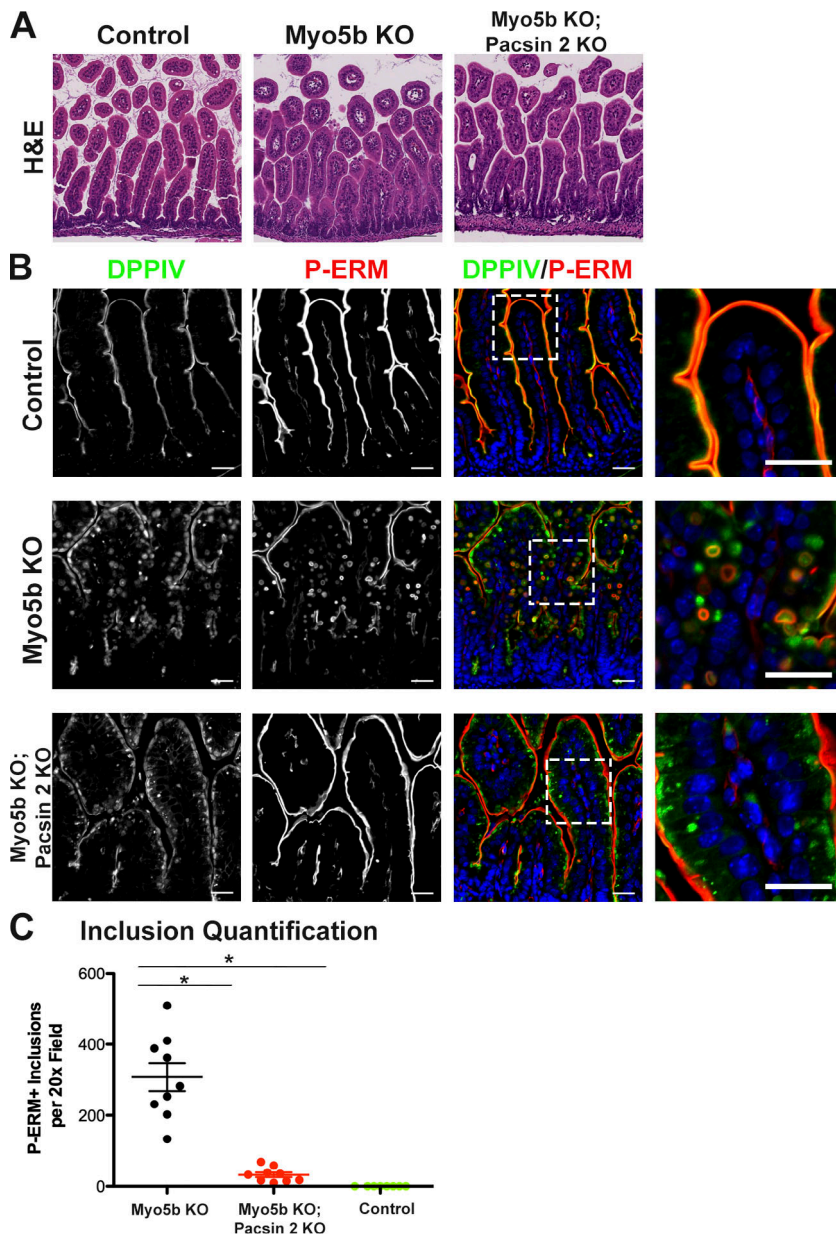 A
Control
Myo5b KO
Myo5b KO;
Pacsin 2 KO
H&E
B
DPPIV
P-ERM
DPPIV/P-ERM
Control
Myo5b KO
Myo5b KO;
Pacsin 2 KO
C
Inclusion Quantification
P-ERM+ Inclusions
per 20x Field
600
400
200
0
*
*
Myo5b KO
Myo5b KO;
Pacsin 2 KO
Control